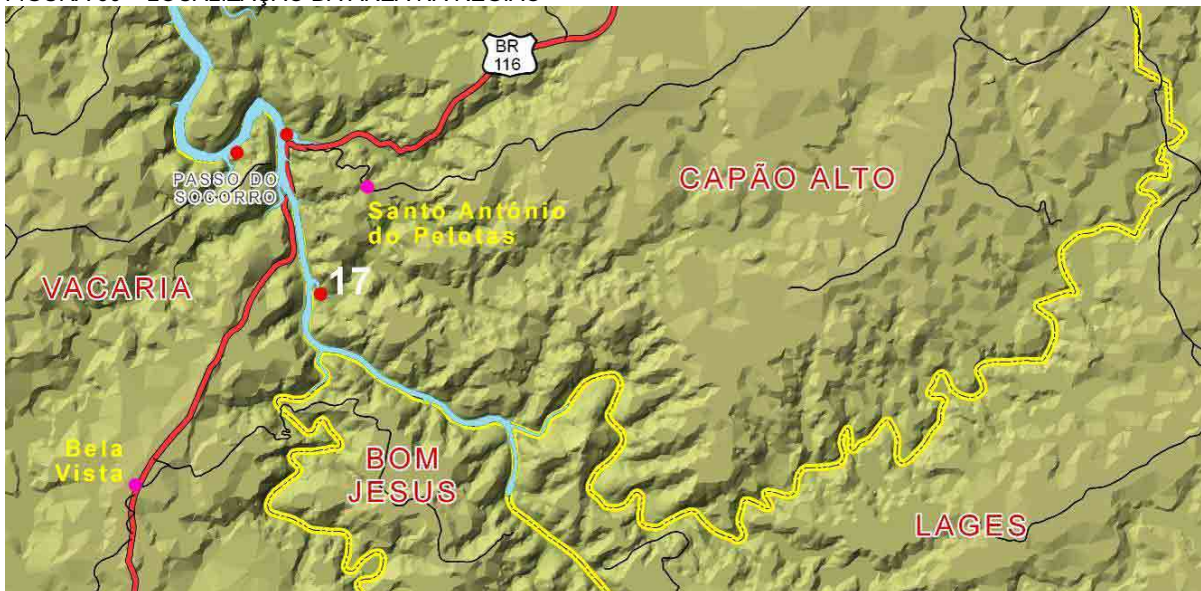 BR
116
CAPÃO ALTO
PASSO DO
SOCORRO
Santo Antônio
do Pelotas
VACARIA
17
Bela
Vista
BOM
JESUS
LAGES